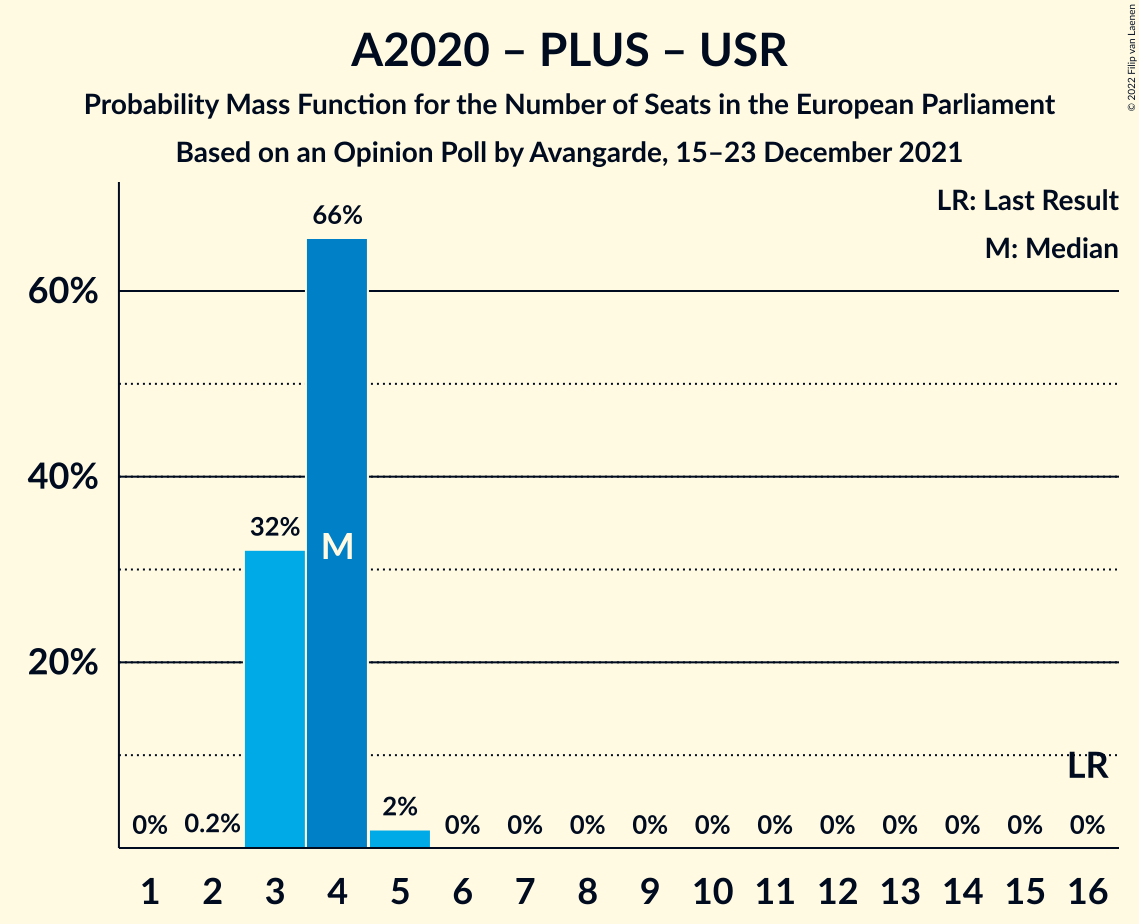 A2020 – PLUS – USR
Probability Mass Function for the Number of Seats in the European Parliament
Based on an Opinion Poll by Avangarde, 15–23 December 2021
© 2022 Filip van Laenen
LR: Last Result
M: Median
66%
60%
40%
32%
M
20%
LR
0% 0.2% 2% 0% 0% 0% 0% 0% 0% 0% 0% 0% 0% 0%
1 2 3 4 5 6 7 8 9 10 11 12 13 14 15 16